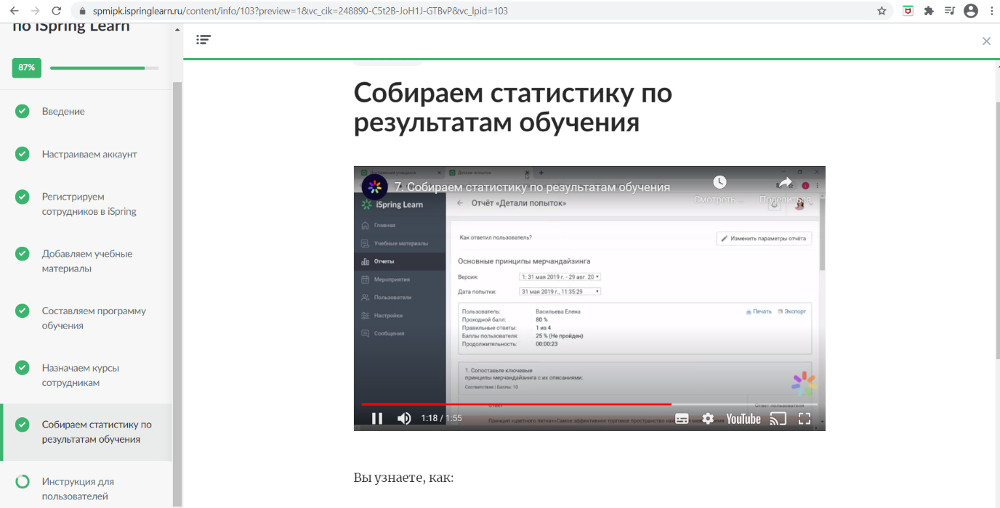 spmipk.ispringlearn.ru/content/info/103?preview=1&vc_cik=248890-C5t2B-JoH1J-GTBvP&vc_lpid=103
по iSpring Learn
87%
Введение
Настраиваем аккаунт
Регистрируем
сотрудников в iSpring
Добавляем учебные
материалы
Составляем программу
обучения
Назначаем курсы
сотрудникам
Собираем статистику по
результатам обучения
Инструкция для
пользователей
Собираем статистику по
результатам обучения
Детали попыток
7. Собираем статистику по результатам обучения
Смотреть ...
Поделиться
iSpring Learn
Главная
Учебные материалы
Отчеты
Мероприятия
Пользователи
Настройки
Сообщения
Отчёт «Детали попыток»
Как ответил пользователь?
Изменить параметры отчёта
Основные принципы мерчандайзинга
Версия: 1: 31 мая 2019 г. - 29 авг. 20
Дата попытки: 31 мая 2019 г., 11:35:29
Пользователь: Васильева Елена
Печать Экспорт
Проходной балл: 80 %
Правильные ответы: 1 из 4
Баллы пользователя: 25 % (Не пройден)
Продолжительность: 00:00:23
1. Сопоставьте ключевые
принципы мерчандайзинга с их описаниями:
Соответствие | Баллы: 10
Ответ Ответ пользователя
Принцип «цветного пятна»
1:18 / 1:55
YouTube
Вы узнаете, как: